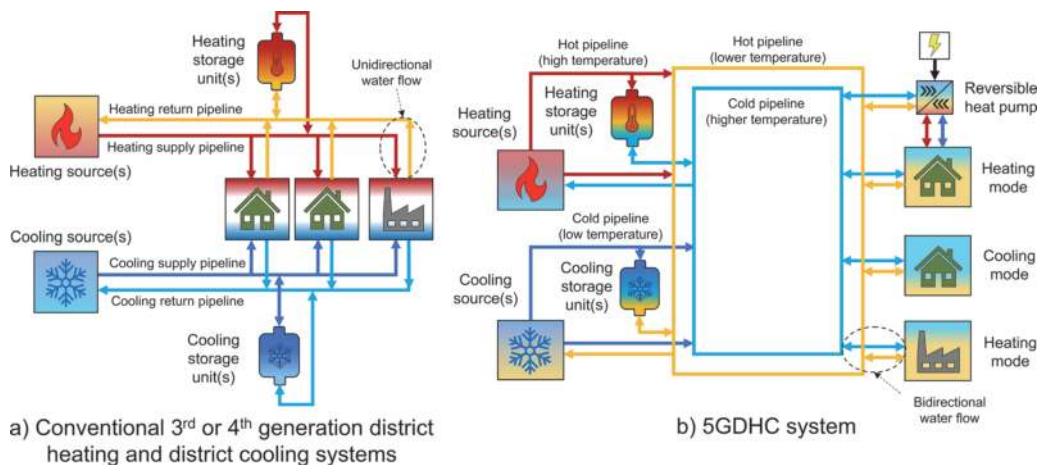 Heating
storage
unit(s)
Unidirectional
water flow
Heating return pipeline
Heating supply pipeline
Heating source(s)
Cooling source(s)
Cooling supply pipeline
Cooling return pipeline
Cooling
storage
unit(s)
a) Conventional 3rd or 4th generation district
heating and district cooling systems
Hot pipeline
(high temperature)
Hot pipeline
(lower temperature)
Cold pipeline
(higher temperature)
Heating
storage
unit(s)
Heating
source(s)
Cold pipeline
(low temperature)
Cooling
storage
unit(s)
Cooling
source(s)
Reversible
heat pump
Heating
mode
Cooling
mode
Heating
mode
Bidirectional
water flow
b) 5GDHC system